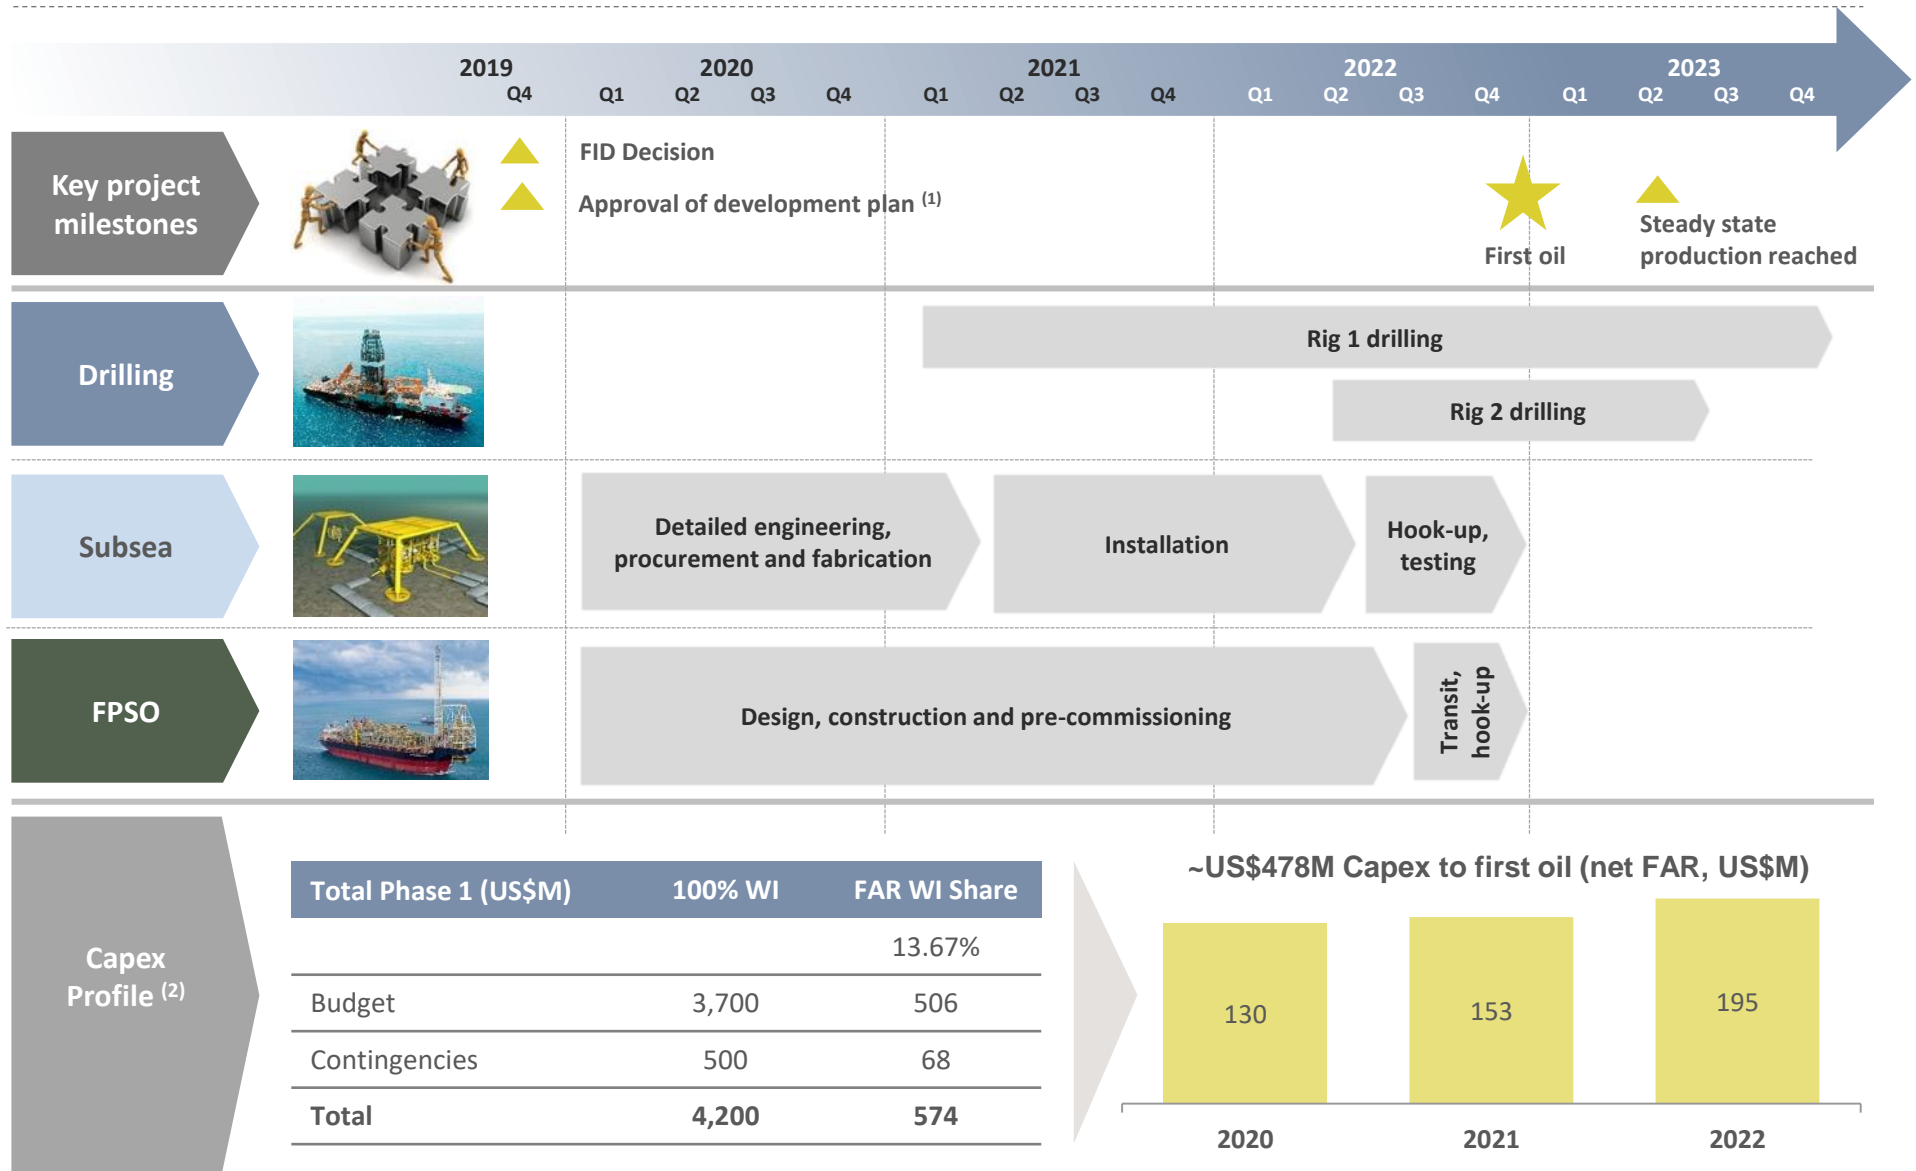 2019 2020 2021 2022 2023
Q4 Q1 Q2 Q3 Q4 Q1 Q2 Q3 Q4 Q1 Q2 Q3 Q4 Q1 Q2 Q3 Q4
Key project
milestones
FID Decision
Approval of development plan (1)
First oil
Steady state
production reached
Drilling
Rig 1 drilling
Rig 2 drilling
Subsea
Detailed engineering,
procurement and fabrication
Installation
Hook-up,
testing
FPSO
Design, construction and pre-commissioning
Transit,
hook-up
Capex
Profile (2)
Total Phase 1 (US$M) 100% WI FAR WI Share
13.67%
Budget 3,700 506
Contingencies 500 68
Total 4,200 574
~US$478M Capex to first oil (net FAR, US$M)
130 153 195
2020 2021 2022